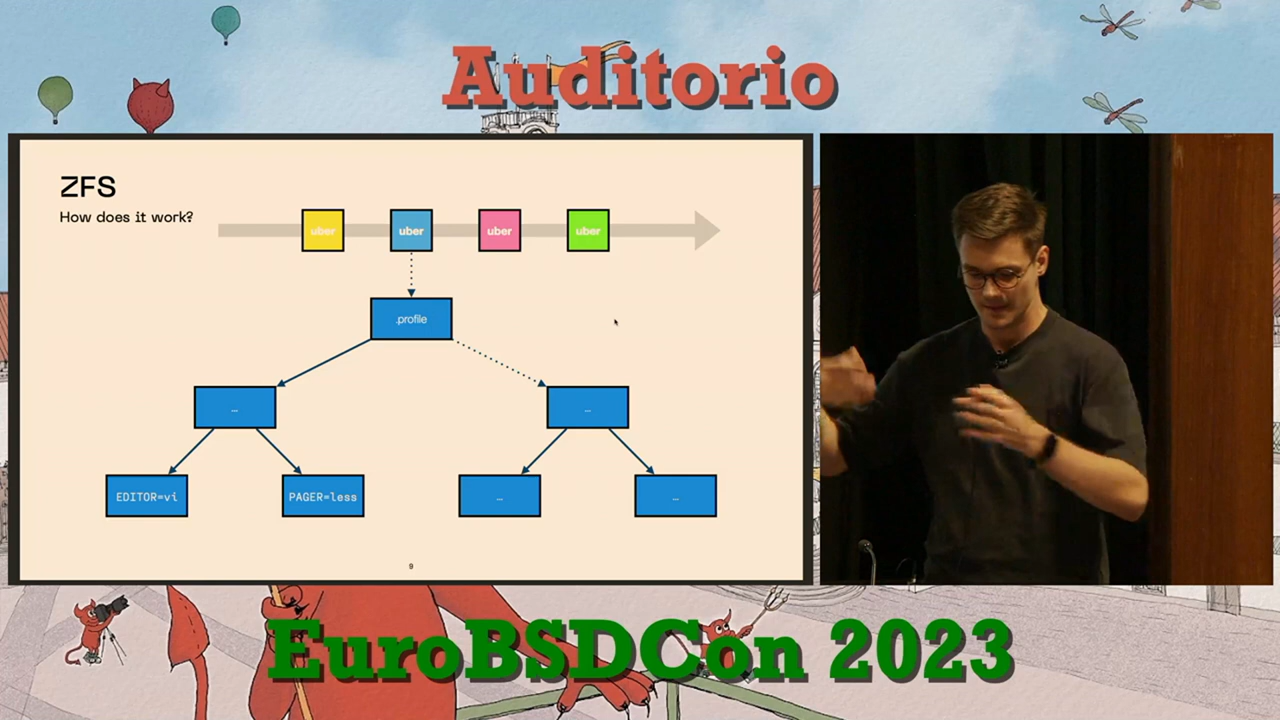 Auditorio
ZFS
How does it work?
uber
uber
uber
uber
.profile
...
...
EDITOR=vi
PAGER=less
...
...
9
EuroBSDCon 2023